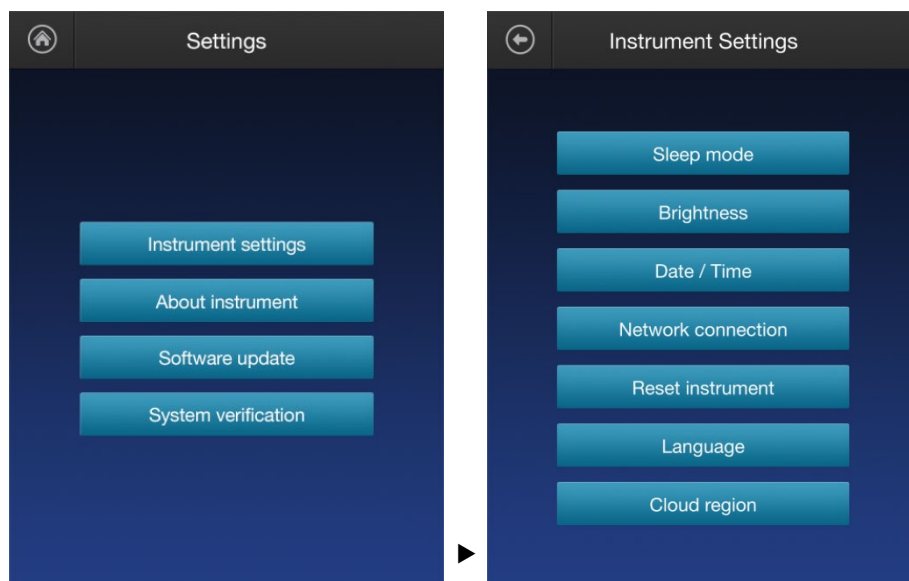 Settings
Instrument settings
About instrument
Software update
System verification
Instrument Settings
Sleep mode
Brightness
Date / Time
Network connection
Reset instrument
Language
Cloud region